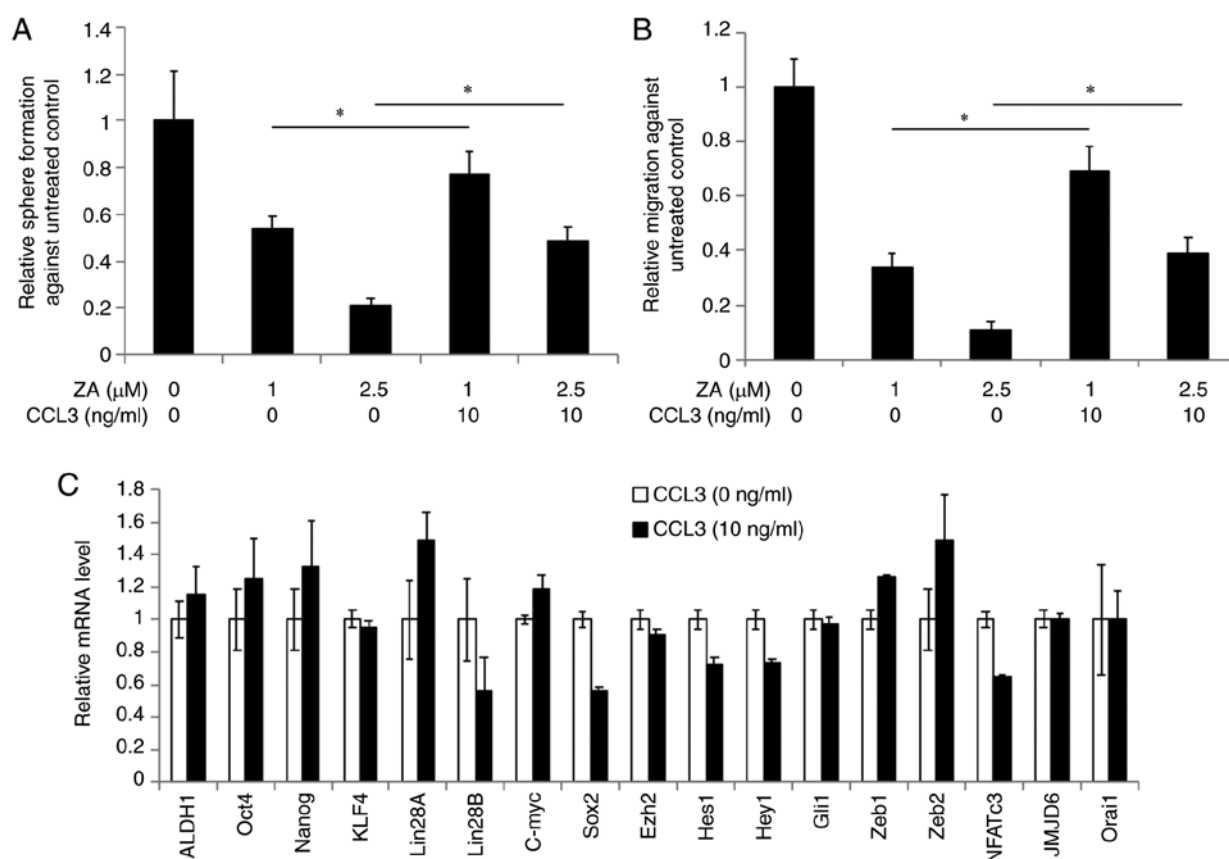 A
Relative sphere formation
against untreated control
1.4
1.2
1
0.8
0.6
0.4
0.2
0
*
*
ZA (μM) 0 1 2.5 1 2.5
CCL3 (ng/ml) 0 0 0 10 10
B
Relative migration against
untreated control
1.2
1
0.8
0.6
0.4
0.2
0
*
*
ZA (μM) 0 1 2.5 1 2.5
CCL3 (ng/ml) 0 0 0 10 10
C
Relative mRNA level
1.8
1.6
1.4
1.2
1
0.8
0.6
0.4
0.2
0
CCL3 (0 ng/ml)
CCL3 (10 ng/ml)
ALDH1
Oct4
Nanog
KLF4
Lin28A
Lin28B
C-myc
Sox2
Ezh2
Hes1
Hey1
Gli1
Zeb1
Zeb2
NFATc3
JMJD6
Orai1